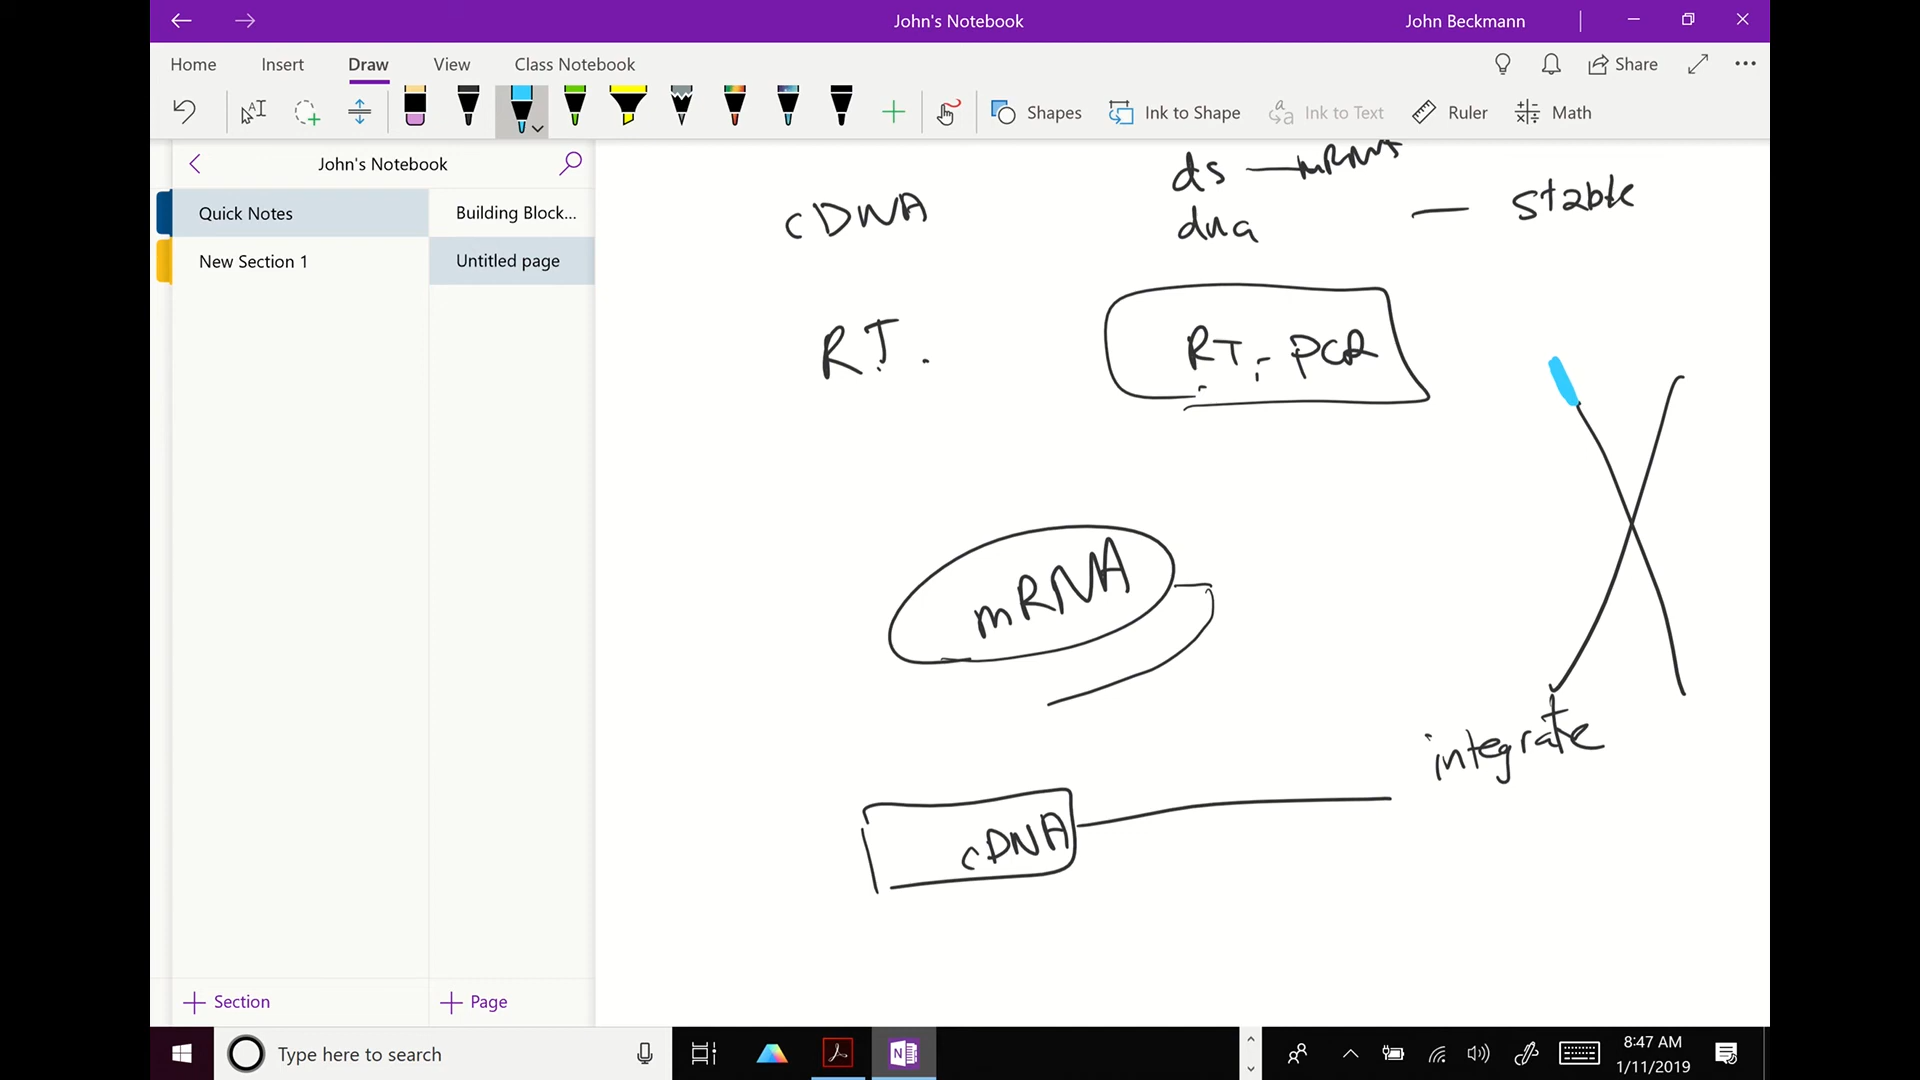 John's Notebook
John Beckmann
Home Insert Draw View Class Notebook
Share
Shapes Ink to Shape Ink to Text Ruler Math
John's Notebook
Quick Notes
New Section 1
Building Block...
Untitled page
ds — mRNA
cDNA dna — stable
RT. RT-PCR
mRNA
integrate
cDNA
Section Page
Type here to search
8:47 AM
1/11/2019